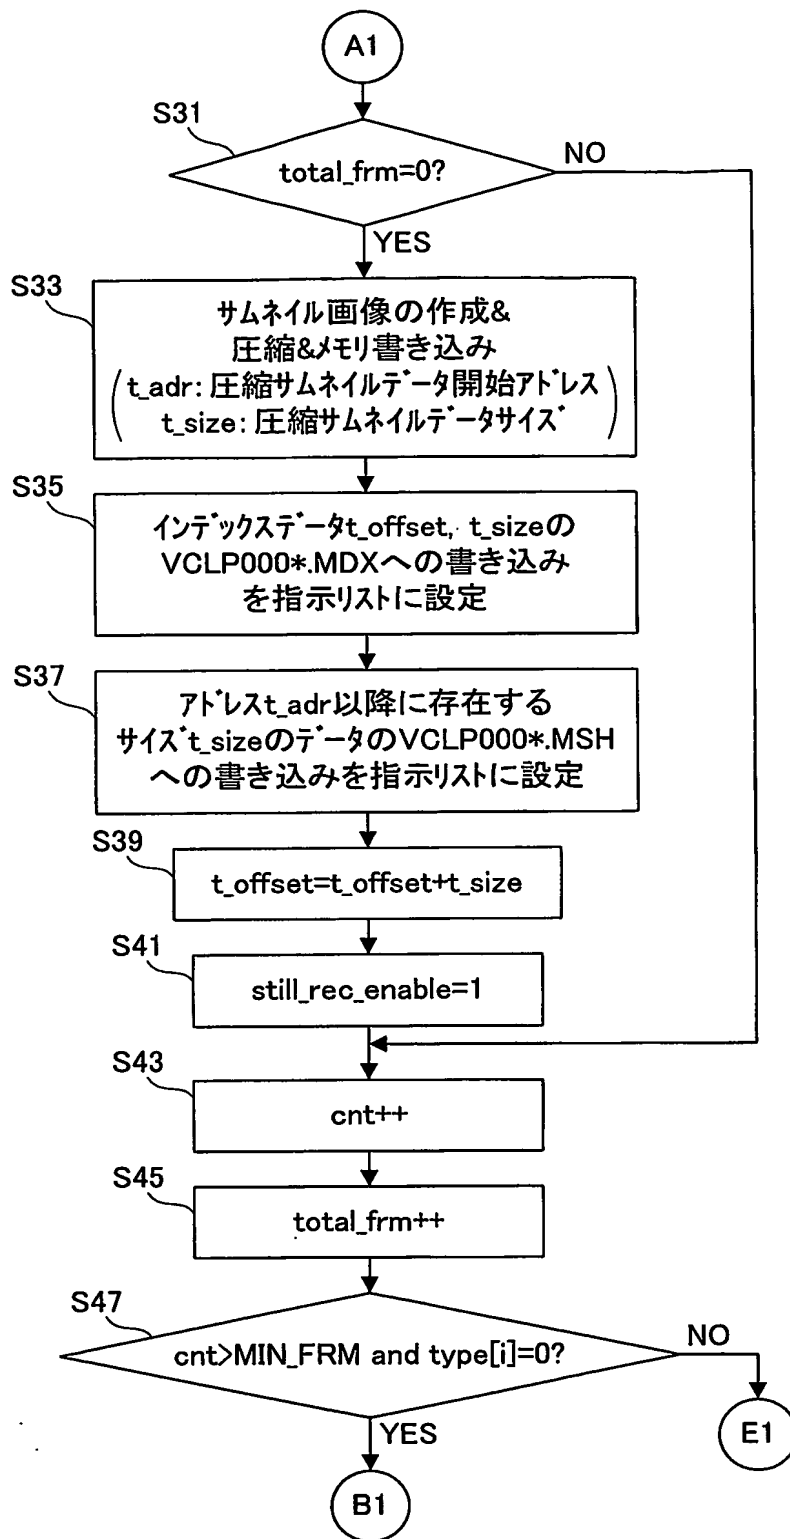 A1
S31
total_frm=0?
NO
YES
S33
サムネイル画像の作成&
圧縮&メモリ書き込み
t_adr: 圧縮サムネイルデータ開始アドレス
t_size: 圧縮サムネイルデータサイズ
S35
インデックスデータt_offset, t_sizeの
VCLP000*.MDXへの書き込み
を指示リストに設定
S37
アドレスt_adr以降に存在する
サイズt_sizeのデータのVCLP000*.MSH
への書き込みを指示リストに設定
S39
t_offset=t_offset+t_size
S41
still_rec_enable=1
S43
cnt++
S45
total_frm++
S47
cnt>MIN_FRM and type[i]=0?
NO
YES
E1
B1